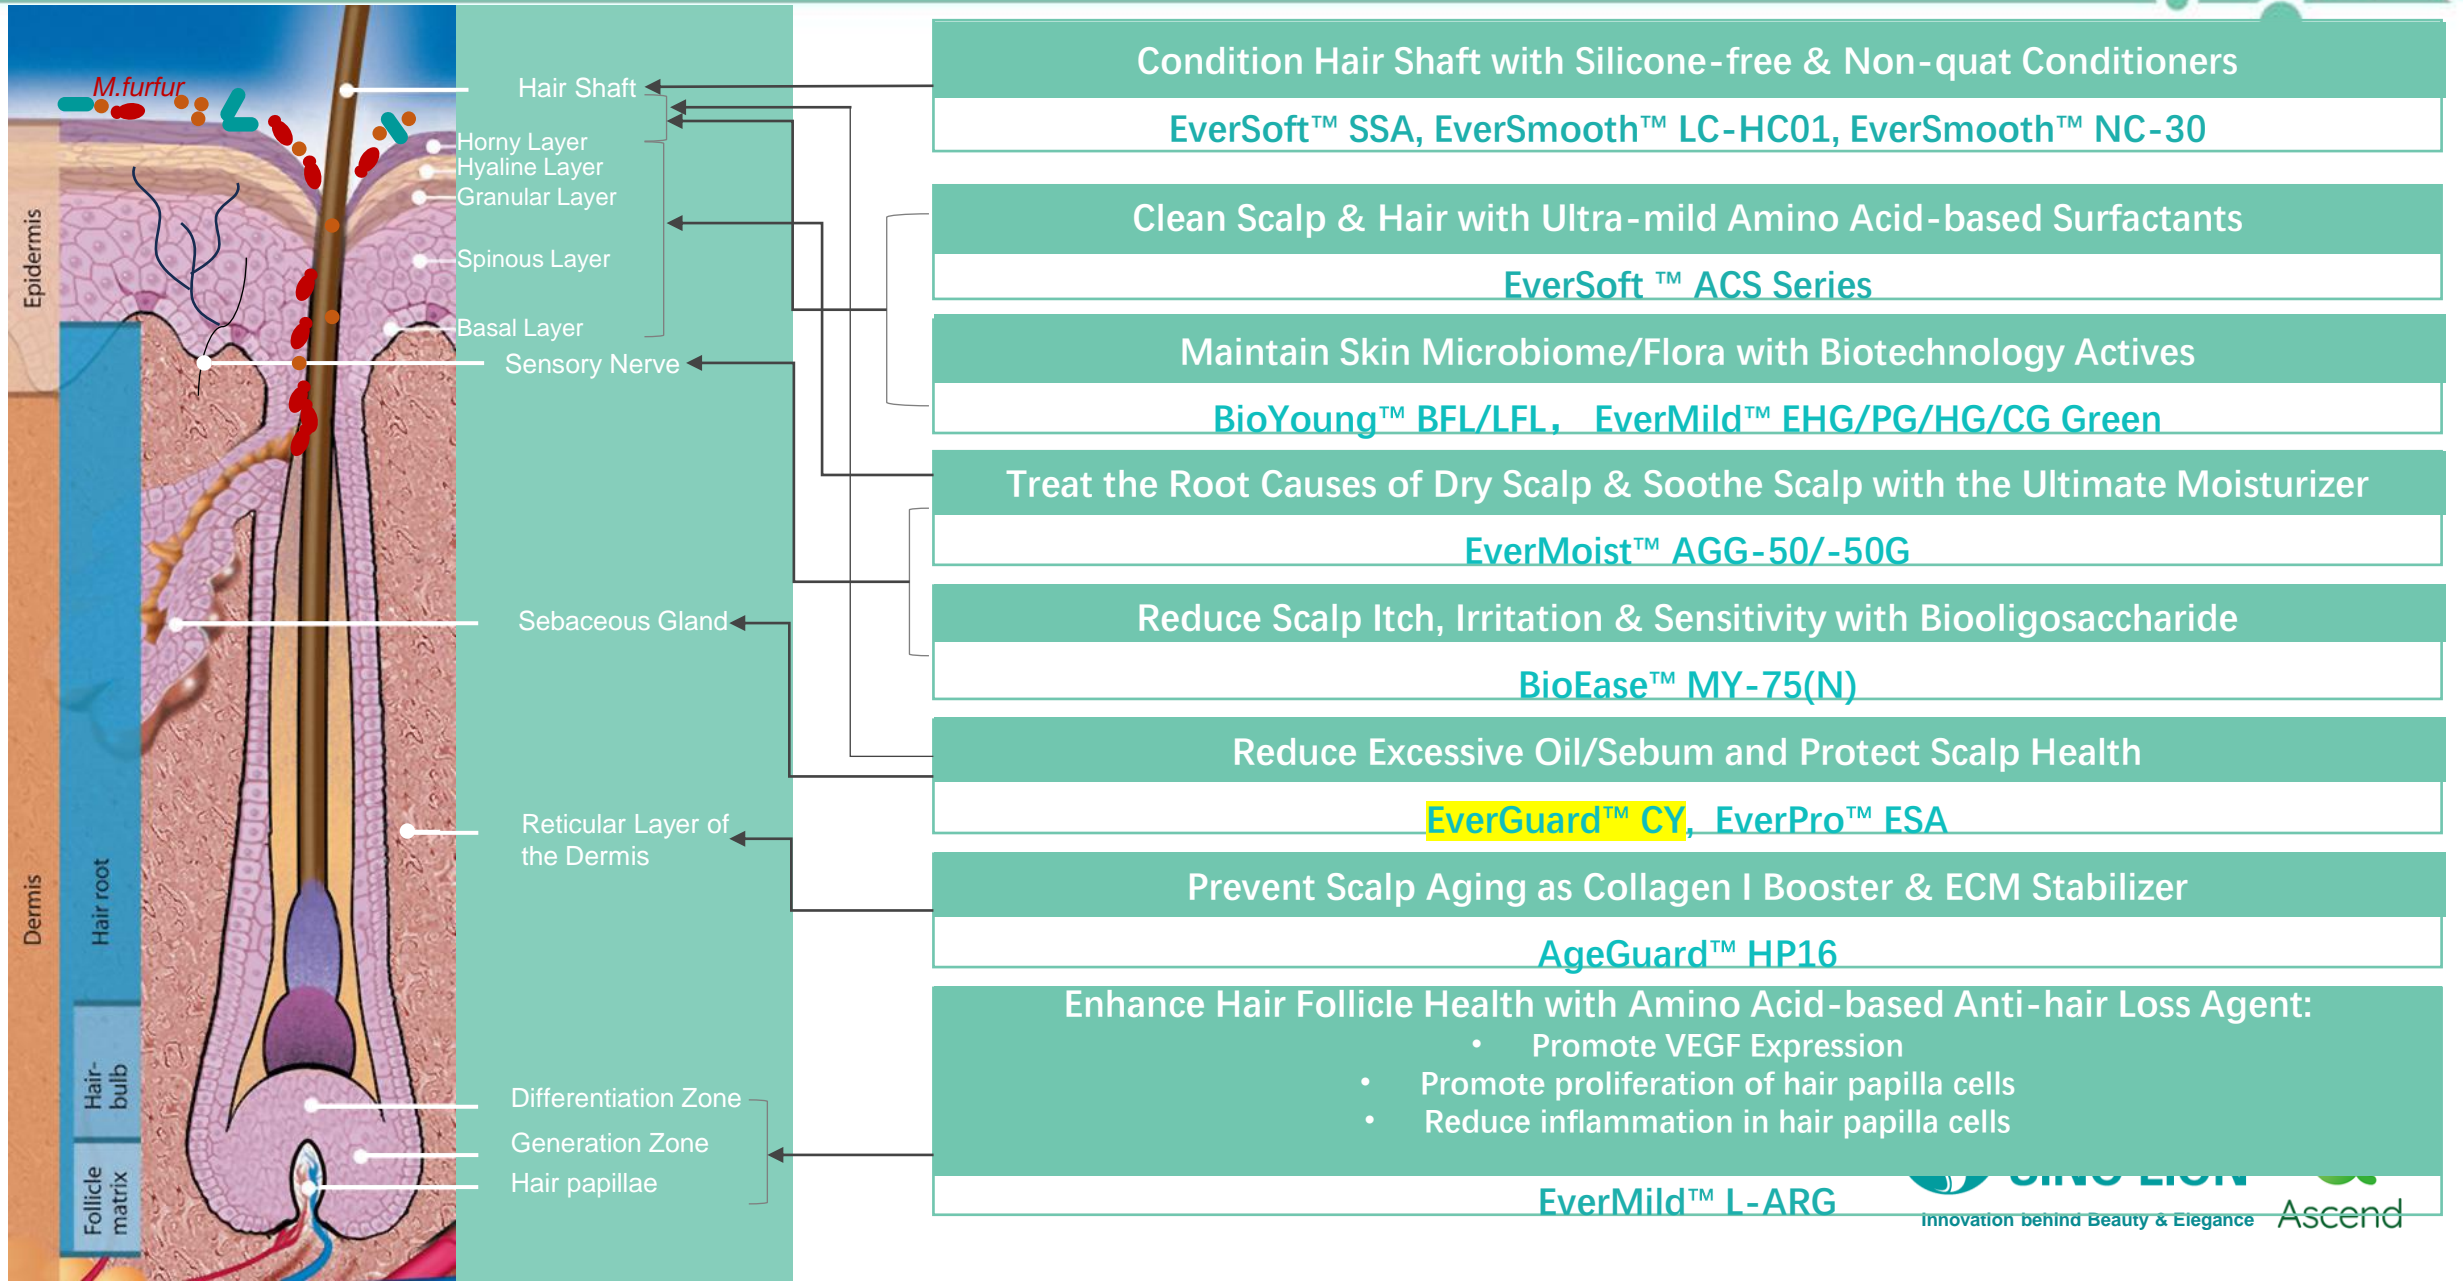 M.furfur
Epidermis
Dermis
Hair root
Hair-
bulb
Follicle
matrix
Hair Shaft
Horny Layer
Hyaline Layer
Granular Layer
Spinous Layer
Basal Layer
Sensory Nerve
Sebaceous Gland
Reticular Layer of
the Dermis
Differentiation Zone
Generation Zone
Hair papillae
Condition Hair Shaft with Silicone-free & Non-quat Conditioners
EverSoft™ SSA, EverSmooth™ LC-HC01, EverSmooth™ NC-30
Clean Scalp & Hair with Ultra-mild Amino Acid-based Surfactants
EverSoft ™ ACS Series
Maintain Skin Microbiome/Flora with Biotechnology Actives
BioYoung™ BFL/LFL， EverMild™ EHG/PG/HG/CG Green
Treat the Root Causes of Dry Scalp & Soothe Scalp with the Ultimate Moisturizer
EverMoist™ AGG-50/-50G
Reduce Scalp Itch, Irritation & Sensitivity with Biooligosaccharide
BioEase™ MY-75(N)
Reduce Excessive Oil/Sebum and Protect Scalp Health
EverGuard™ CY, EverPro™ ESA
Prevent Scalp Aging as Collagen I Booster & ECM Stabilizer
AgeGuard™ HP16
Enhance Hair Follicle Health with Amino Acid-based Anti-hair Loss Agent:
• Promote VEGF Expression
• Promote proliferation of hair papilla cells
• Reduce inflammation in hair papilla cells
EverMild™ L-ARG
SINO LION
Innovation behind Beauty & Elegance
Ascend